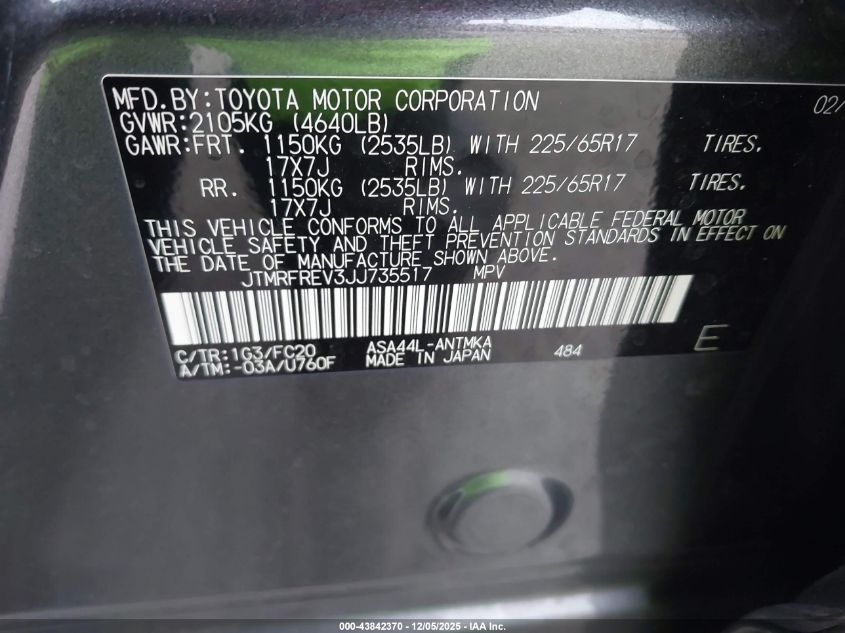 MFD.BY:TOYOTA MOTOR CORPORATION 02/
GVWR:2105KG (4640LB)
GAWR:FRT. 1150KG (2535LB) WITH 225/65R17 TIRES.
17X7J RIMS.
RR. 1150KG (2535LB) WITH 225/65R17 TIRES.
17X7J RIMS.
THIS VEHICLE CONFORMS TO ALL APPLICABLE FEDERAL MOTOR
VEHICLE SAFETY AND THEFT PREVENTION STANDARDS IN EFFECT ON
THE DATE OF MANUFACTURE SHOWN ABOVE.
JTMRFREV3JJ735517 MPV
C/TR:1G3/FC20 ASA44L-ANTMKA 484 E
A/TM:-03A/U760F MADE IN JAPAN
000-43842370 - 12/05/2025 - IAA Inc.